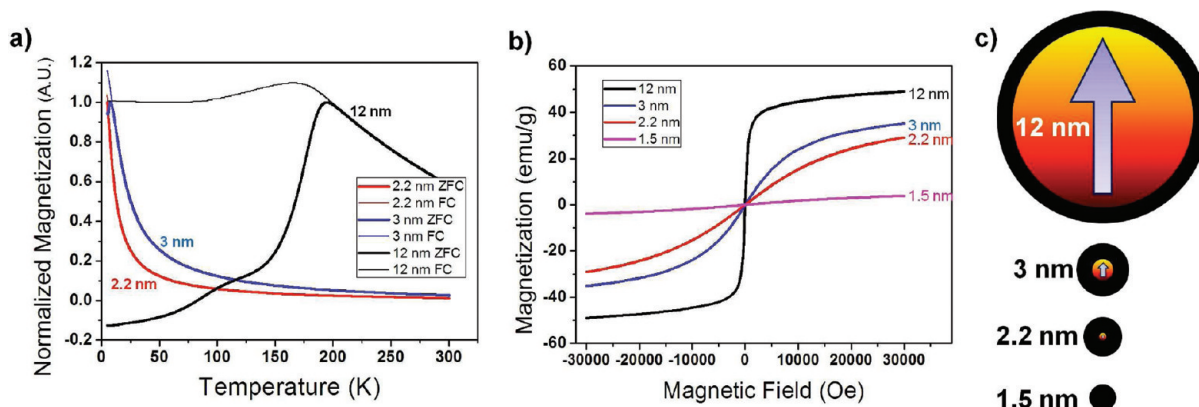 a)
Normalized Magnetization (A.U.)
1.2
1.0
0.8
0.6
0.4
0.2
0.0
-0.2
0
50
100
150
200
250
300
Temperature (K)
12 nm
3 nm
2.2 nm
2.2 nm ZFC
2.2 nm FC
3 nm ZFC
3 nm FC
12 nm ZFC
12 nm FC
b)
Magnetization (emu/g)
60
40
20
0
-20
-40
-60
-30000
-20000
-10000
0
10000
20000
30000
Magnetic Field (Oe)
12 nm
3 nm
2.2 nm
1.5 nm
12 nm
3 nm
2.2 nm
1.5 nm
c)
12 nm
3 nm
2.2 nm
1.5 nm